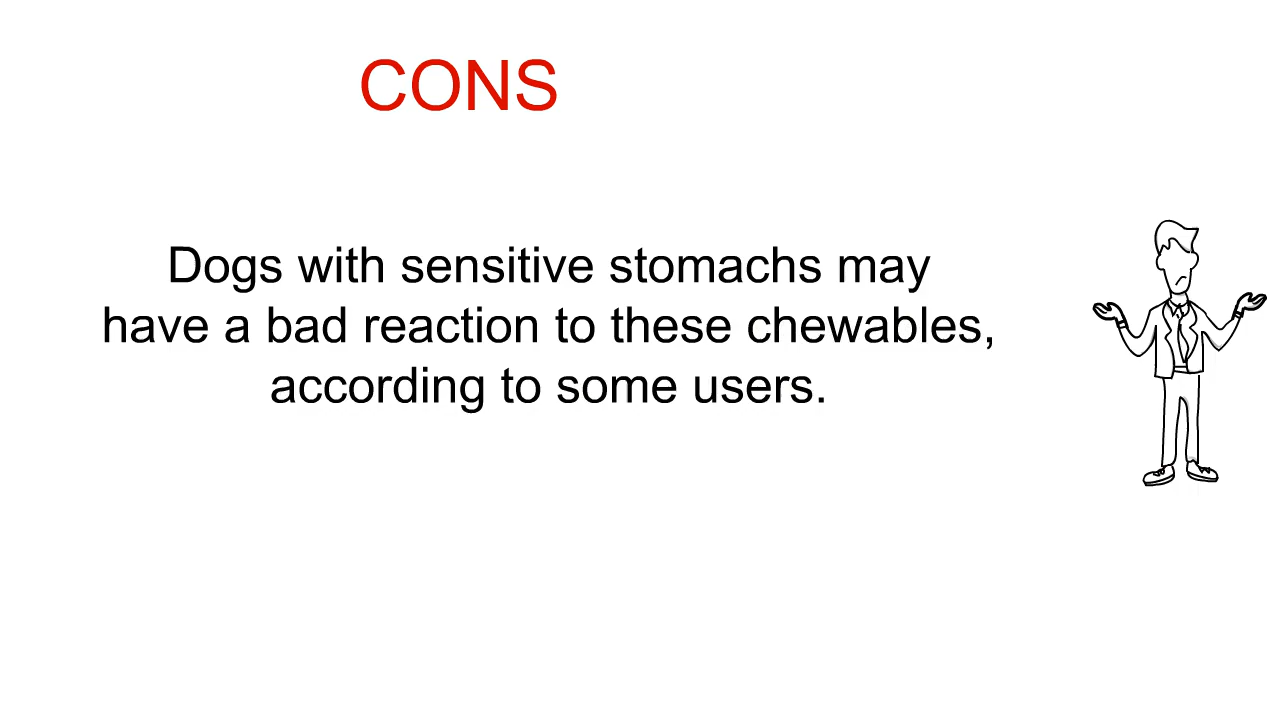 CONS
Dogs with sensitive stomachs may
have a bad reaction to these chewables,
according to some users.